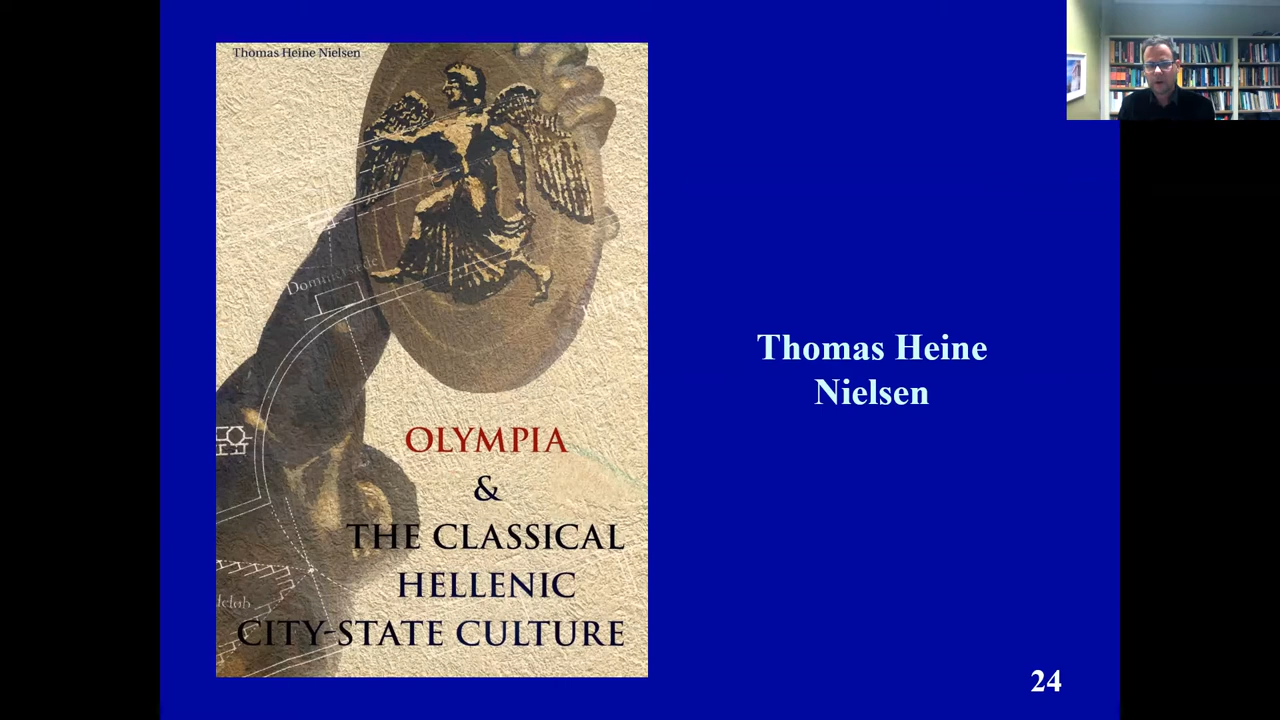 Thomas Heine Nielsen
OLYMPIA
&
THE CLASSICAL
HELLENIC
CITY-STATE CULTURE
Thomas Heine
Nielsen
24